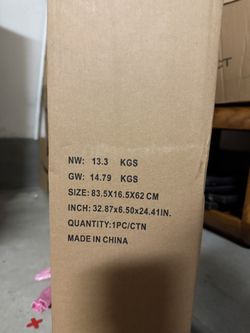 NW: 13.3 KGS
GW: 14.79 KGS
SIZE: 83.5X16.5X62 CM
INCH: 32.87x6.50x24.41IN.
QUANTITY:1PC/CTN
MADE IN CHINA